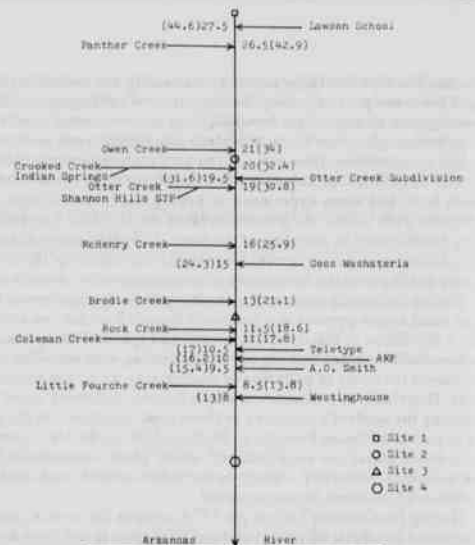 (44.6)27.5 Lawson School
Panther Creek 26.5(42.9)
Owen Creek 21(34)
Crooked Creek 20(32.4)
Indian Springs
(31.6)19.5 Otter Creek Subdivision
Otter Creek 19(30.8)
Shannon Hills STP
McHenry Creek 16(25.9)
(24.3)15 Goss Washateria
Brodie Creek 13(21.1)
Rock Creek 11.5(18.6)
Coleman Creek 11(17.8)
(17)10.5 Teletype
(16.2)10
(15.4)9.5 A.O. Smith
Little Fourche Creek 8.5(13.8)
(13)8 Westinghouse
Site 1
Site 2
Site 3
Site 4
Arkansas River